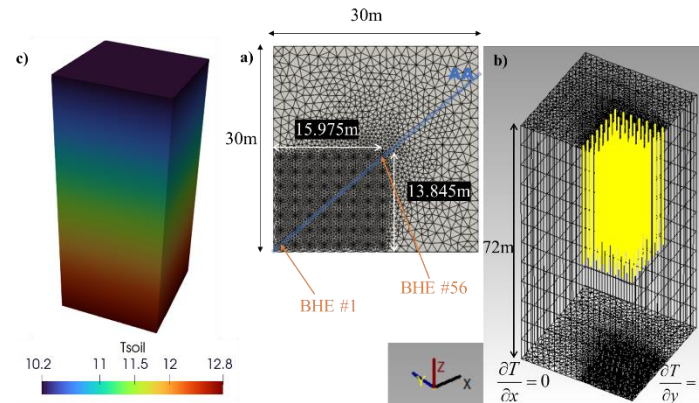 c)
Tsoil
10.2 11 11.5 12 12.8
30m
a)
AA
15.975m
30m
13.845m
BHE #1
BHE #56
Z
Y
X
b)
72m
∂T/∂x = 0
∂T/∂y =